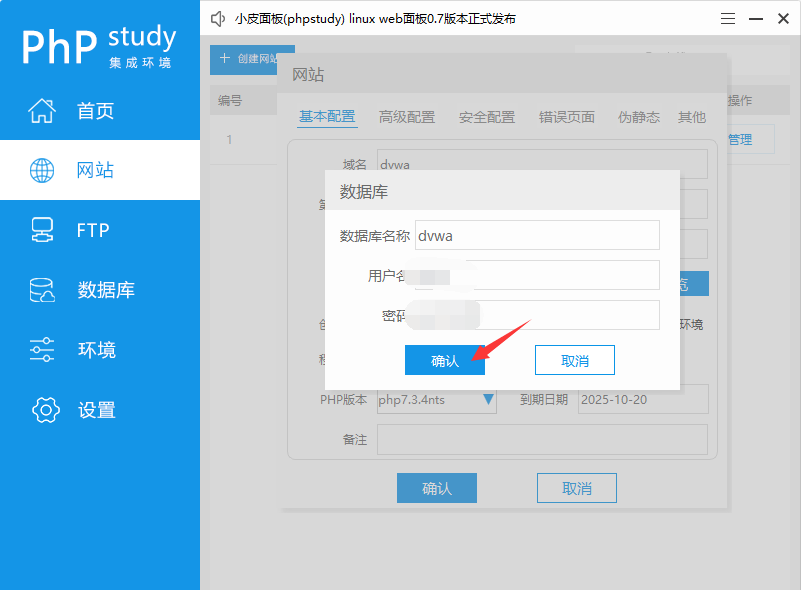 小皮面板(phpstudy) linux web面板0.7版本正式发布
PhP study
集成环境
首页
网站
FTP
数据库
环境
设置
创建网站
编号
操作
1
管理
网站
基本配置 高级配置 安全配置 错误页面 伪静态 其他
域名 dvwa
数据库
数据库名称 dvwa
用户名
密码
确认 取消
环境
PHP版本 php7.3.4nts 到期日期 2025-10-20
备注
确认 取消